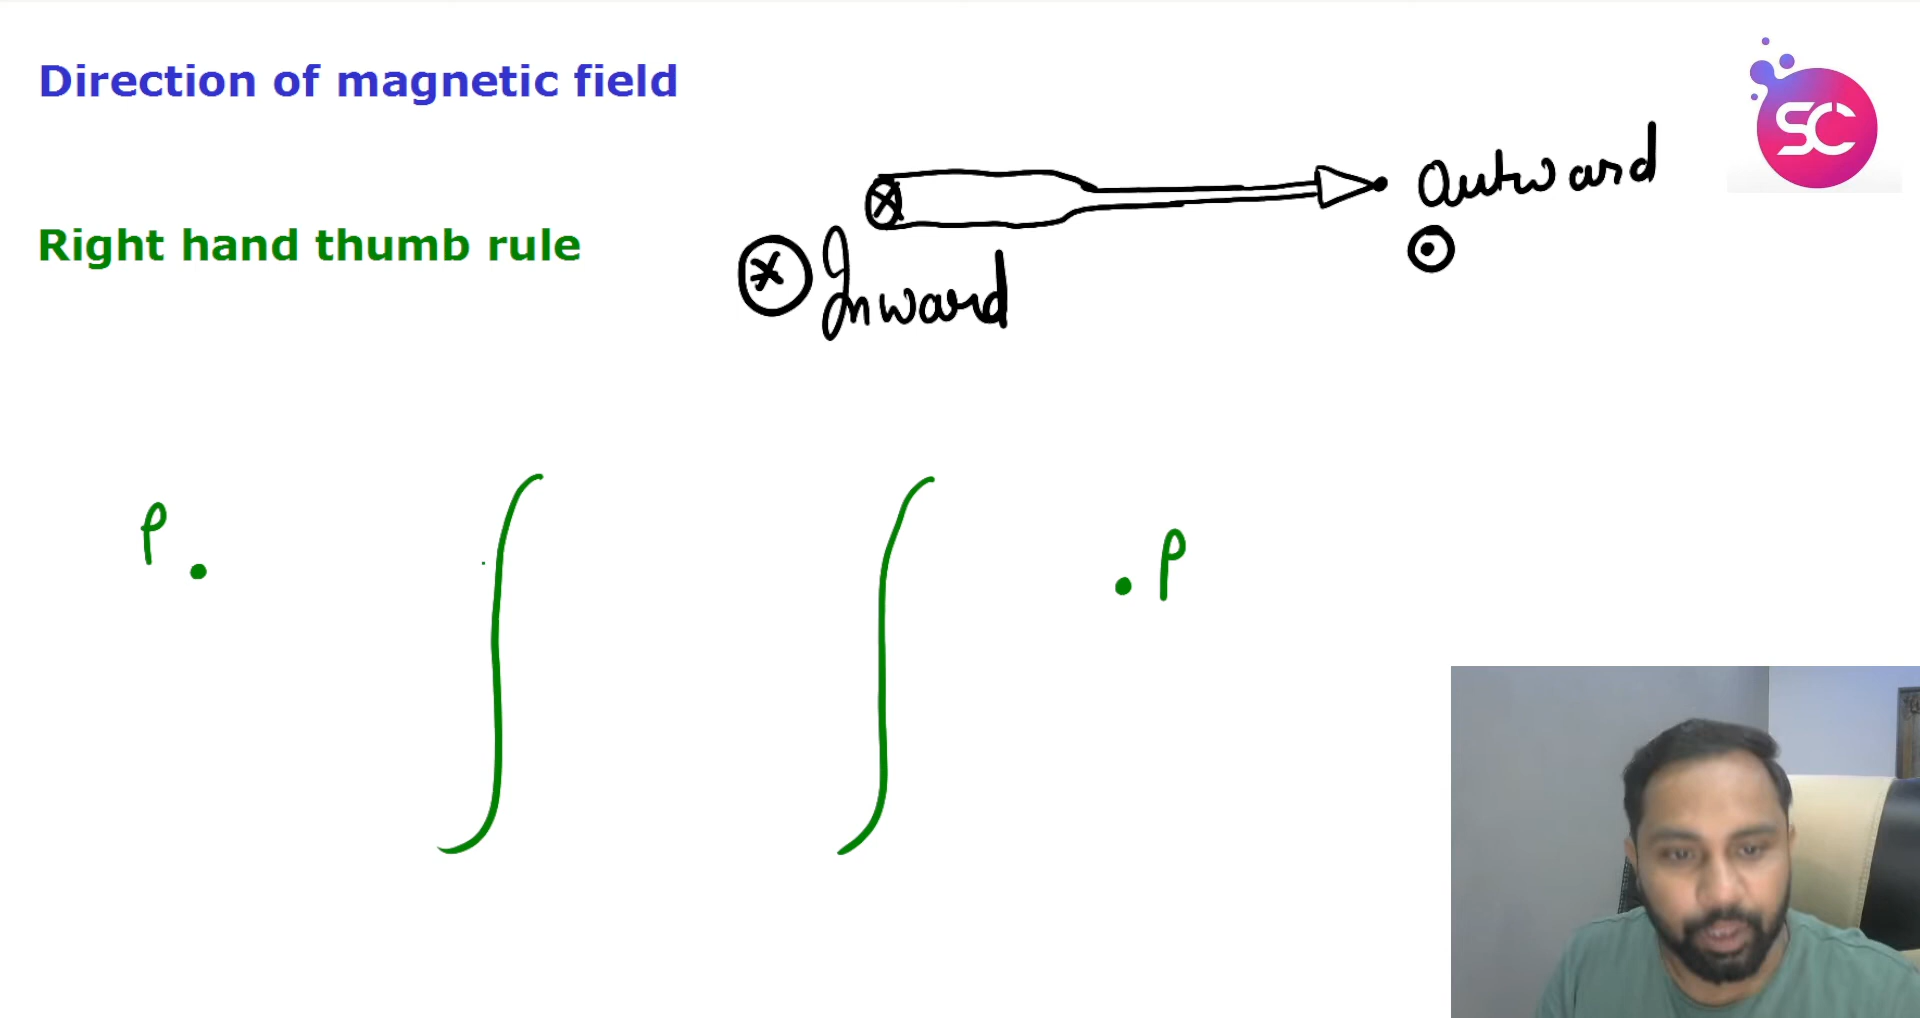 Direction of magnetic field
SC
Outward
Right hand thumb rule
Inward
P
P